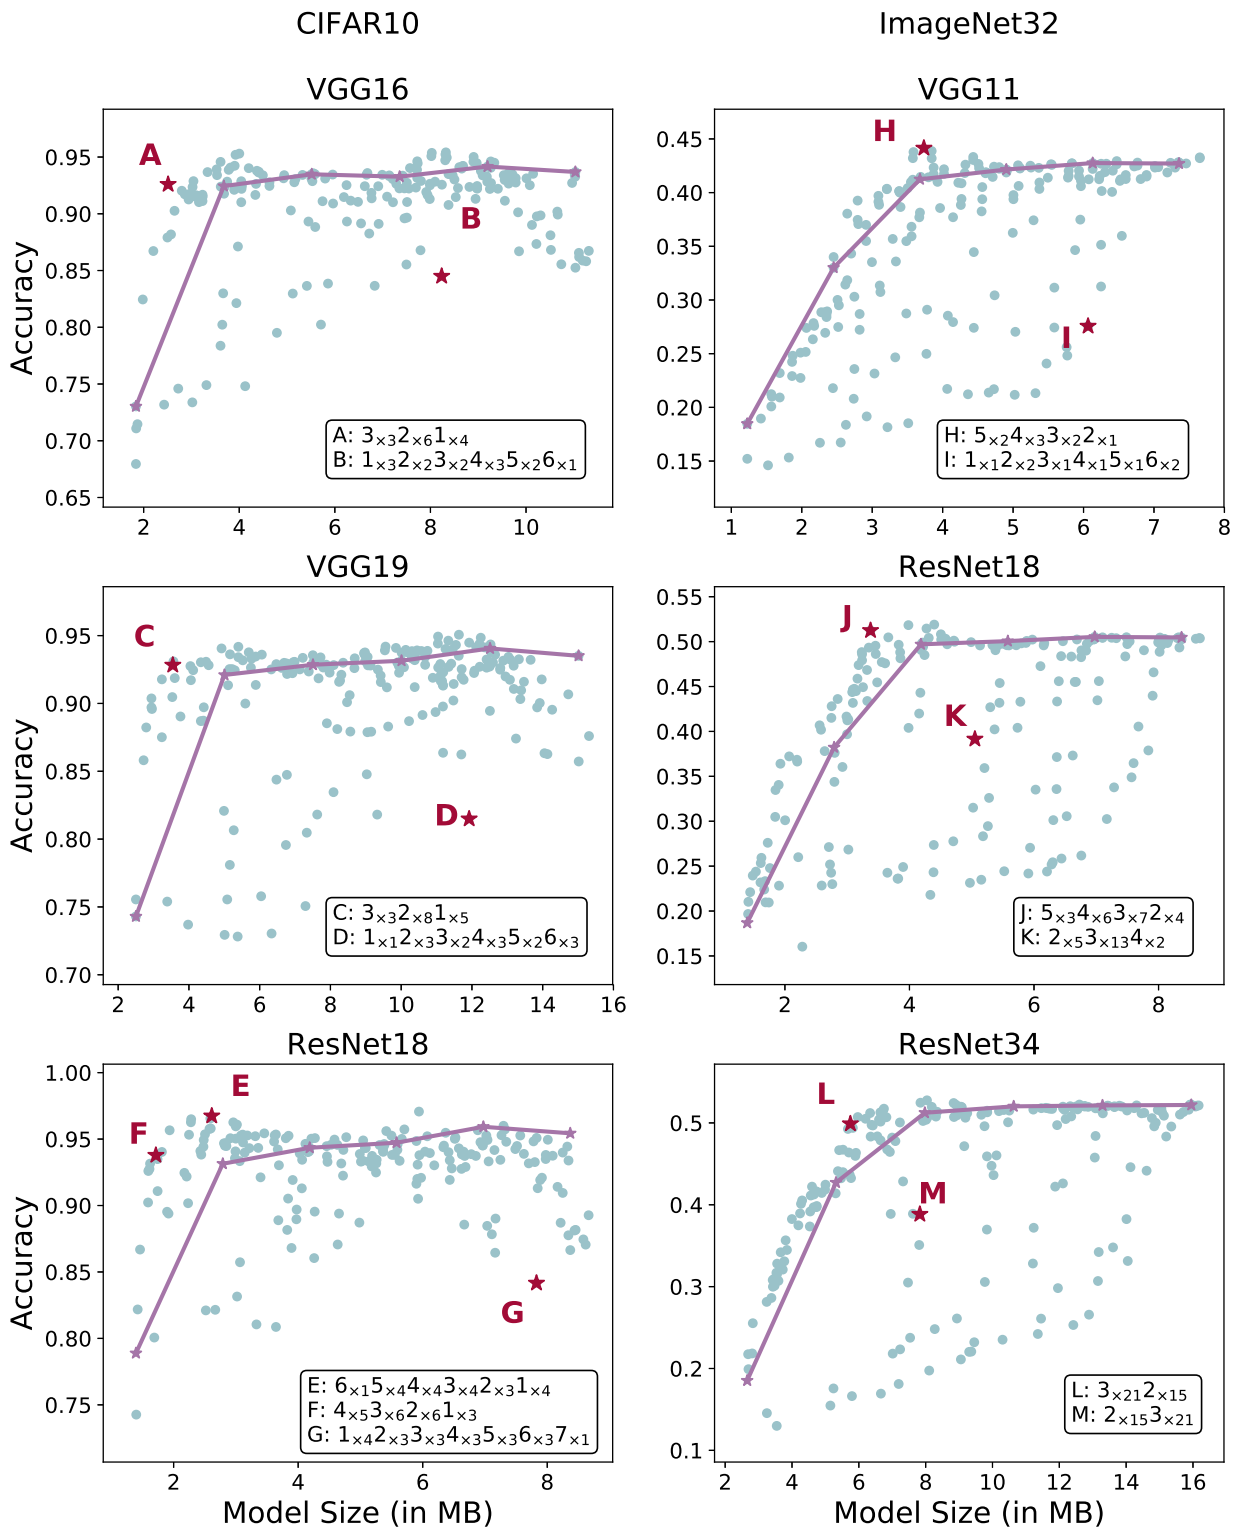 CIFAR10
ImageNet32
VGG16
Accuracy
0.95
0.90
0.85
0.80
0.75
0.70
0.65
2 4 6 8 10
A
B
A: 3×32×61×4
B: 1×32×23×24×35×26×1
VGG11
0.45
0.40
0.35
0.30
0.25
0.20
0.15
1 2 3 4 5 6 7 8
H
I
H: 5×24×33×22×1
I: 1×12×23×14×15×16×2
VGG19
Accuracy
0.95
0.90
0.85
0.80
0.75
0.70
2 4 6 8 10 12 14 16
C
D
C: 3×32×81×5
D: 1×12×33×24×35×26×3
ResNet18
0.55
0.50
0.45
0.40
0.35
0.30
0.25
0.20
0.15
2 4 6 8
J
K
J: 5×34×63×72×4
K: 2×53×134×2
ResNet18
Accuracy
1.00
0.95
0.90
0.85
0.80
0.75
2 4 6 8
Model Size (in MB)
E
F
G
E: 6×15×44×43×42×31×4
F: 4×53×62×61×3
G: 1×42×33×34×35×36×37×1
ResNet34
0.5
0.4
0.3
0.2
0.1
2 4 6 8 10 12 14 16
Model Size (in MB)
L
M
L: 3×212×15
M: 2×153×21